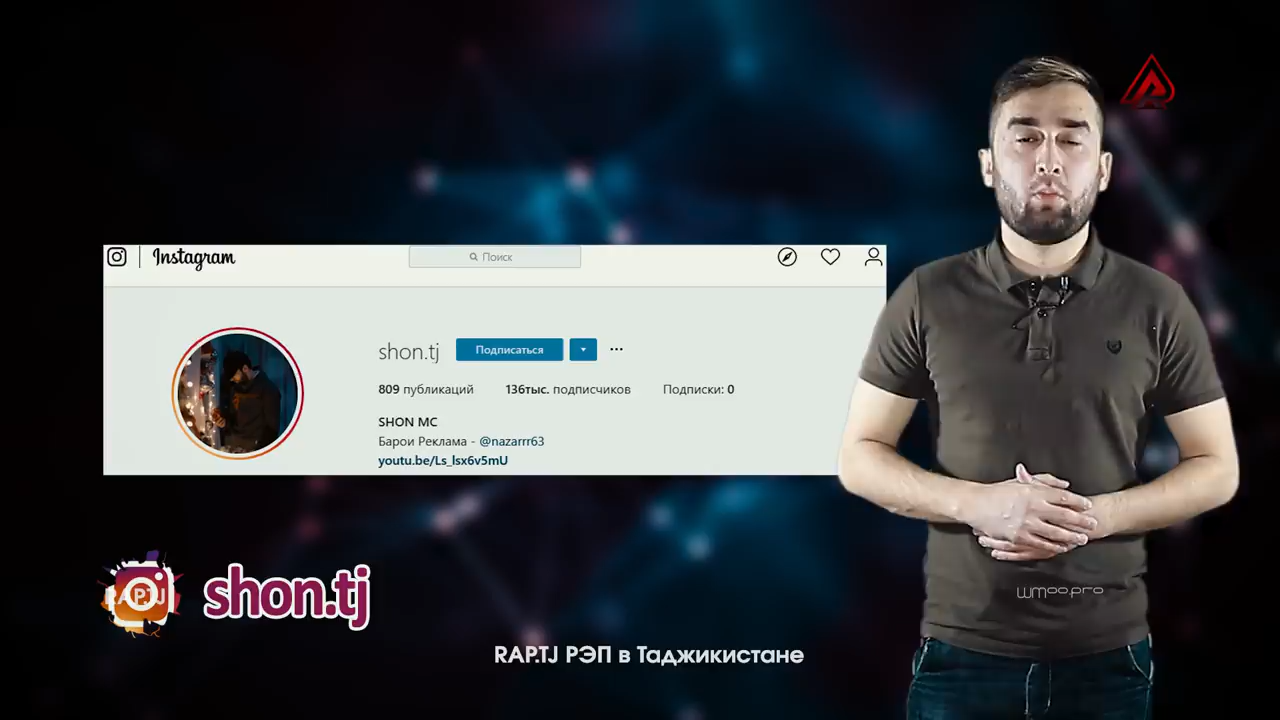 Instagram
Поиск
shon.tj Подписаться
809 публикаций 136тыс. подписчиков Подписки: 0
SHON MC
Барои Реклама - @nazarrr63
youtu.be/Ls_lsx6v5mU
RAP.TJ shon.tj
wmoo.pro
RAP.TJ РЭП в Таджикистане